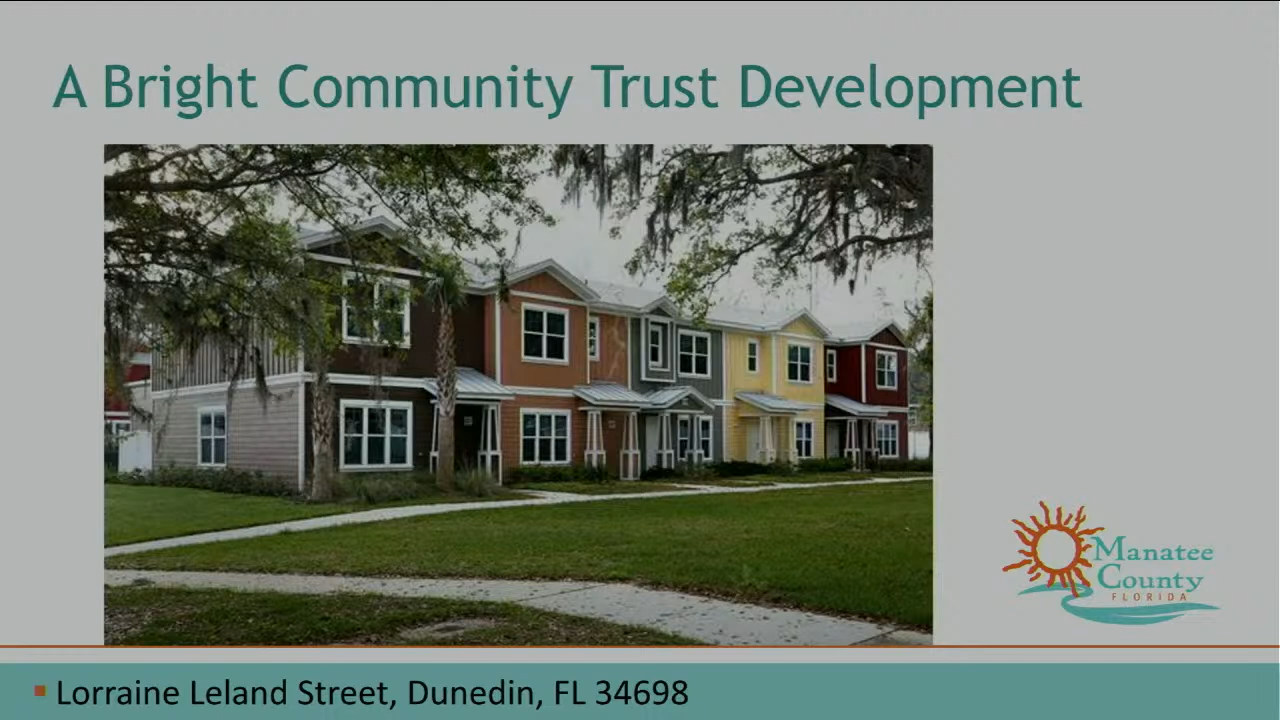 A Bright Community Trust Development
Manatee
County
FLORIDA
Lorraine Leland Street, Dunedin, FL 34698